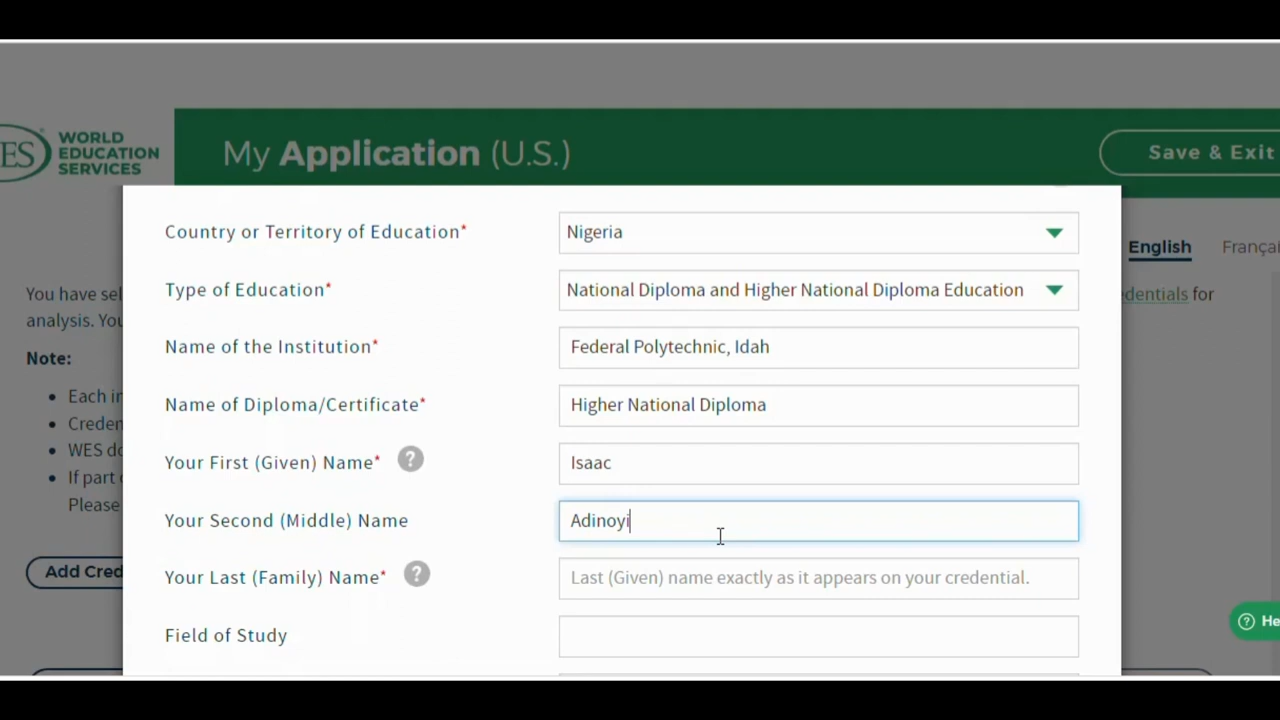 ES WORLD
EDUCATION
SERVICES
My Application (U.S.)
Save & Exit
English
You have sel
edentials for
analysis. You
Note:
Each in
Creden
WES do
If part
Please
Add Cred
Country or Territory of Education*
Nigeria
Type of Education*
National Diploma and Higher National Diploma Education
Name of the Institution*
Federal Polytechnic, Idah
Name of Diploma/Certificate*
Higher National Diploma
Your First (Given) Name* ?
Isaac
Your Second (Middle) Name
Adinoyi
Your Last (Family) Name* ?
Last (Given) name exactly as it appears on your credential.
Field of Study
? He